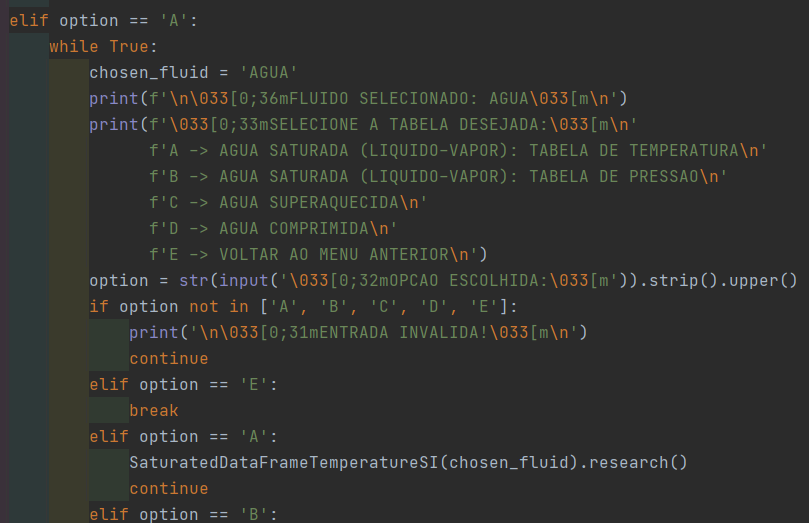 elif option == 'A':
while True:
chosen_fluid = 'AGUA'
print(f'\n\033[0;36mFLUIDO SELECIONADO: AGUA\033[m\n')
print(f'\033[0;33mSELECIONE A TABELA DESEJADA:\033[m\n'
f'A -> AGUA SATURADA (LIQUIDO-VAPOR): TABELA DE TEMPERATURA\n'
f'B -> AGUA SATURADA (LIQUIDO-VAPOR): TABELA DE PRESSAO\n'
f'C -> AGUA SUPERAQUECIDA\n'
f'D -> AGUA COMPRIMIDA\n'
f'E -> VOLTAR AO MENU ANTERIOR\n')
option = str(input('\033[0;32mOPCAO ESCOLHIDA:\033[m')).strip().upper()
if option not in ['A', 'B', 'C', 'D', 'E']:
print('\n\033[0;31mENTRADA INVALIDA!\033[m\n')
continue
elif option == 'E':
break
elif option == 'A':
SaturatedDataFrameTemperatureSI(chosen_fluid).research()
continue
elif option == 'B':